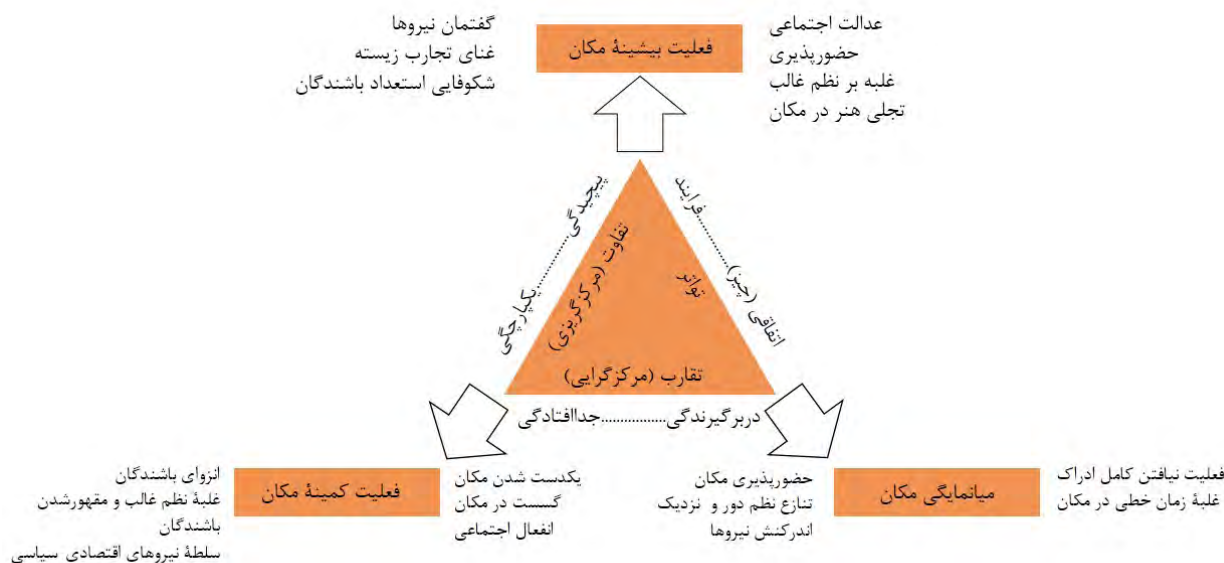 عدالت اجتماعی
حضورپذیری
غلبه بر نظم غالب
تجلی هنر در مکان
فعلیت بیشینهٔ مکان
گفتمان نیروها
غنای تجارب زیسته
شکوفایی استعداد باشندگان
فرایند............اتفاقی (چیز)
تواتر
پیچیدگی............یکپارچگی
تفاوت (مرکزگریزی)
تقارب (مرکزگرایی)
دربرگیرندگی.................جداافتادگی
فعلیت نیافتن کامل ادراک
غلبهٔ زمان خطی در مکان
میانمایگی مکان
حضورپذیری مکان
تنازع نظم دور و نزدیک
اندرکنش نیروها
یکدست شدن مکان
گسست در مکان
انفعال اجتماعی
فعلیت کمینهٔ مکان
انزوای باشندگان
غلبهٔ نظم غالب و مقهورشدن
باشندگان
سلطهٔ نیروهای اقتصادی سیاسی